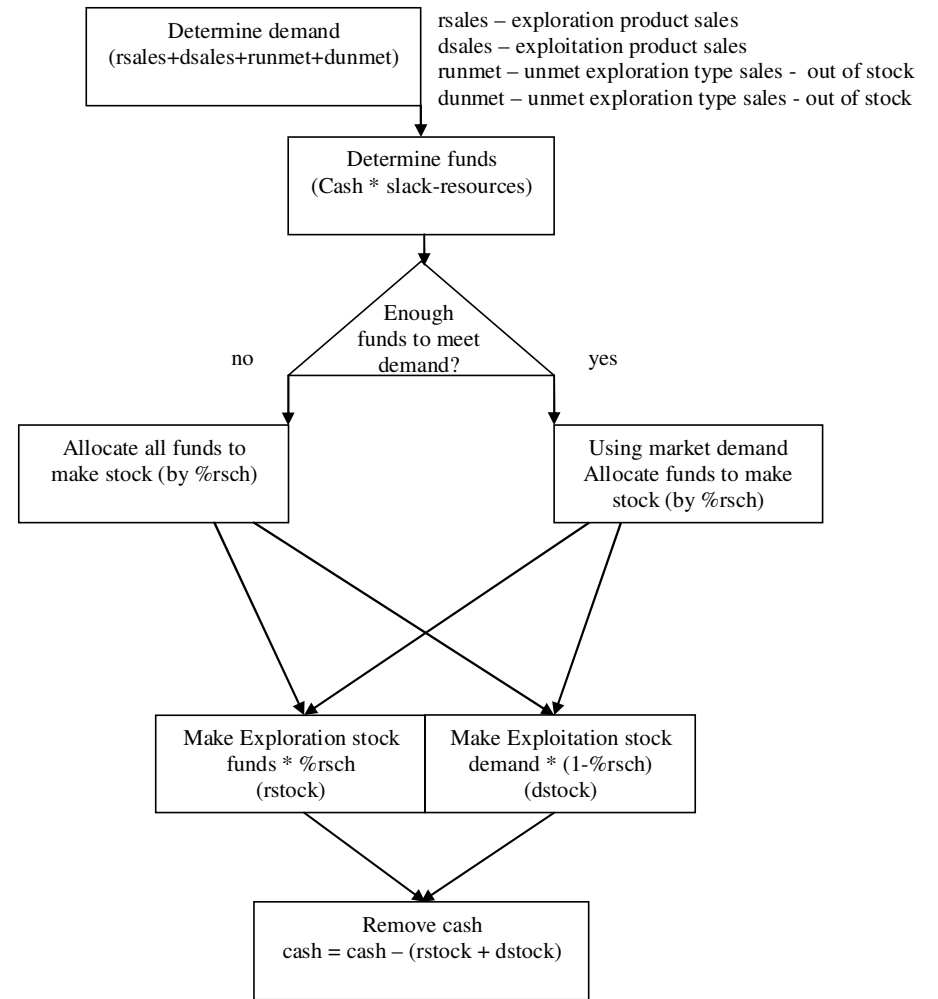 Determine demand
(rsales+dsales+runmet+dunmet)
rsales – exploration product sales
dsales – exploitation product sales
runmet – unmet exploration type sales -  out of stock
dunmet – unmet exploration type sales - out of stock
Determine funds
(Cash * slack-resources)
Enough
funds to meet
demand?
no
yes
Allocate all funds to
make stock (by %rsch)
Using market demand
Allocate funds to make
stock (by %rsch)
Make Exploration stock
funds * %rsch
(rstock)
Make Exploitation stock
demand * (1-%rsch)
(dstock)
Remove cash
cash = cash – (rstock + dstock)